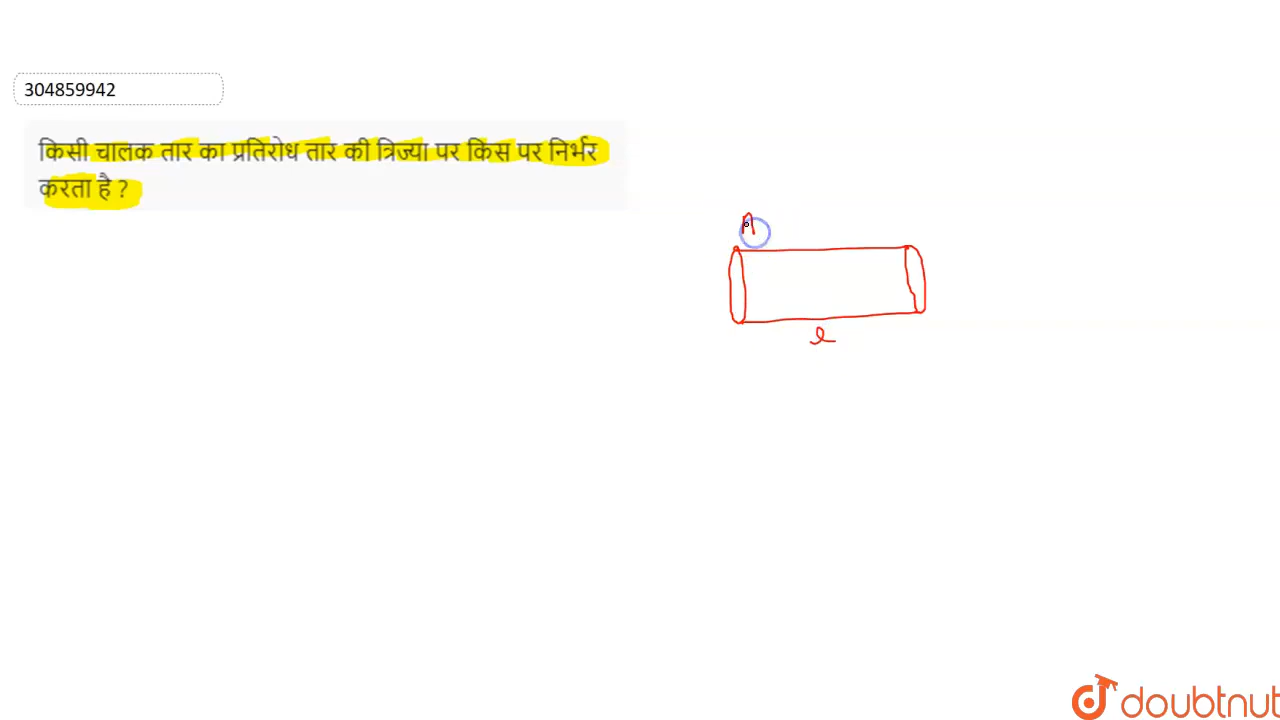 304859942
किसी चालक तार का प्रतिरोध तार की त्रिज्या पर किस पर निर्भर
करता है ?
A
l
doubtnut